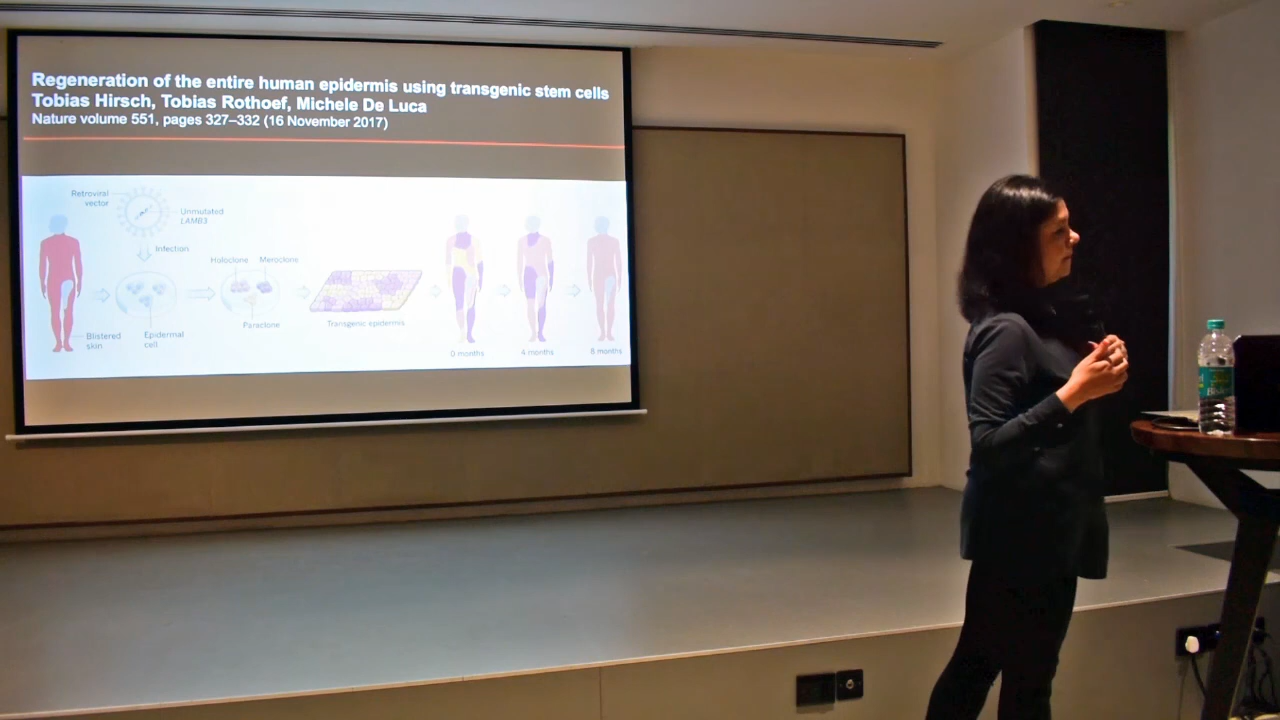 Regeneration of the entire human epidermis using transgenic stem cells
Tobias Hirsch, Tobias Rothoef, Michele De Luca
Nature volume 551, pages 327–332 (16 November 2017)
Retroviral
vector
Unmutated
LAMB3
Infection
Holoclone
Meroclone
Blistered
skin
Epidermal
cell
Paraclone
Transgenic epidermis
0 months
4 months
8 months